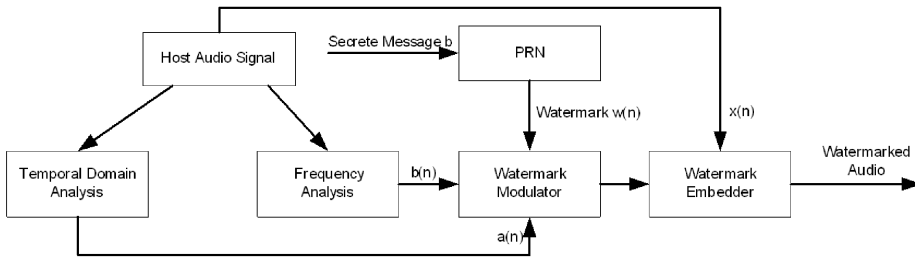 Secrete Message b
PRN
Host Audio Signal
Watermark w(n)
x(n)
Temporal Domain
Analysis
Frequency
Analysis
b(n)
Watermark
Modulator
Watermark
Embedder
Watermarked
Audio
a(n)